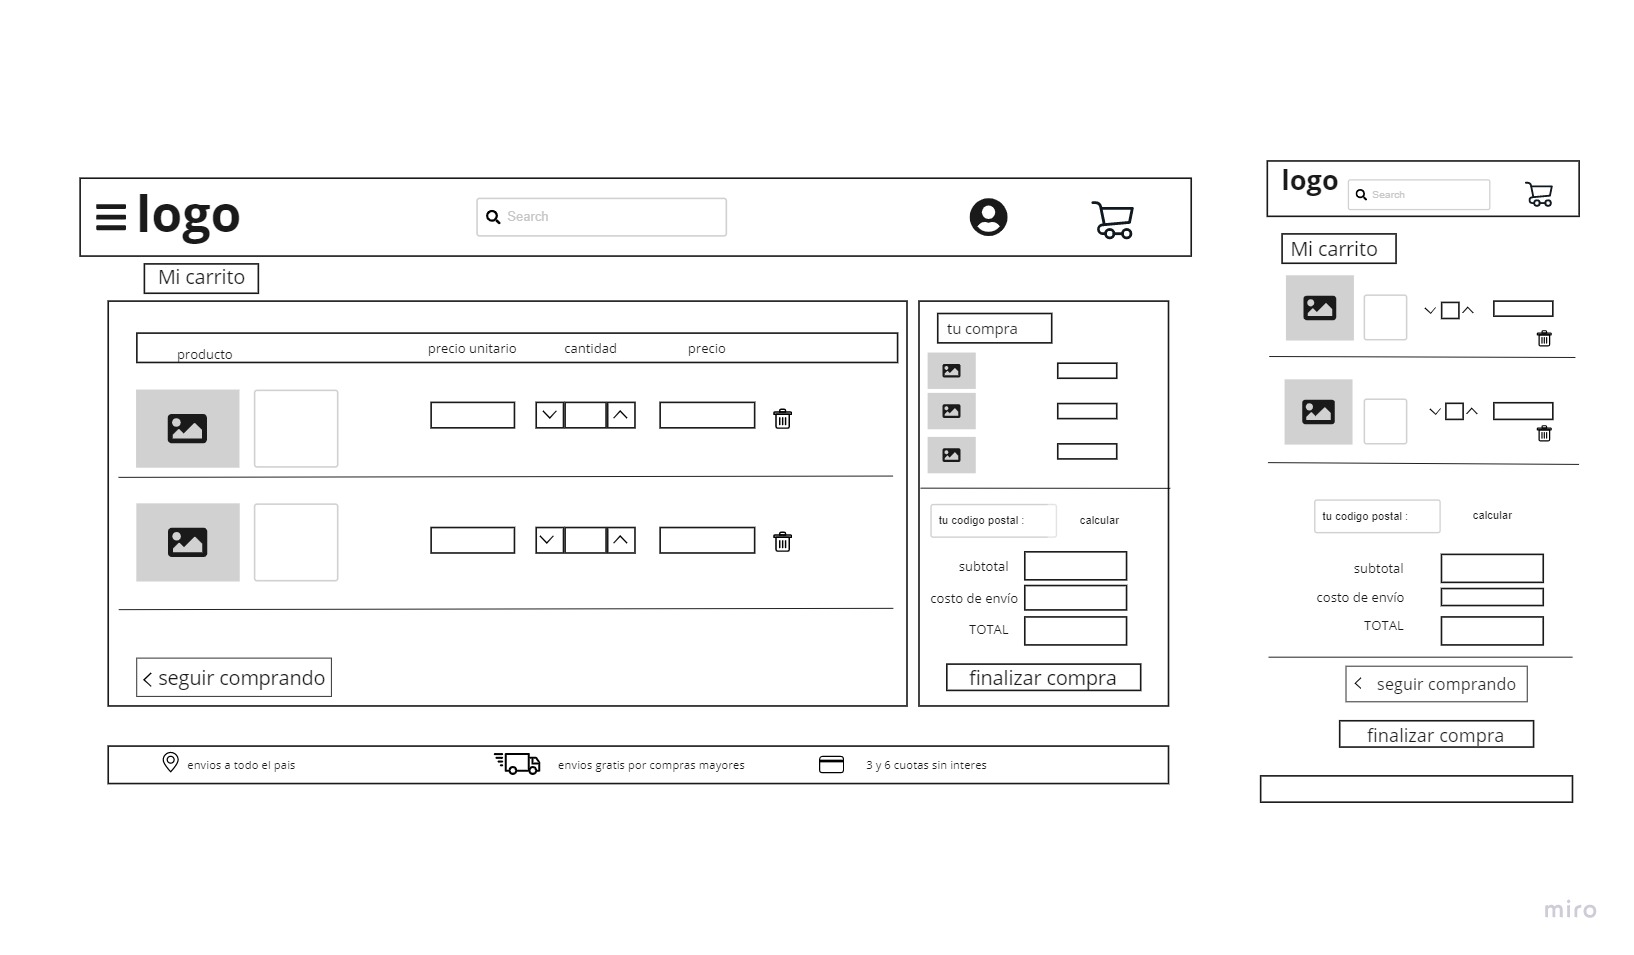 logo
Search
Mi carrito
producto
precio unitario
cantidad
precio
seguir comprando
tu compra
tu codigo postal :
calcular
subtotal
costo de envío
TOTAL
finalizar compra
envios a todo el pais
envios gratis por compras mayores
3 y 6 cuotas sin interes
logo
Search
Mi carrito
tu codigo postal :
calcular
subtotal
costo de envío
TOTAL
seguir comprando
finalizar compra
miro